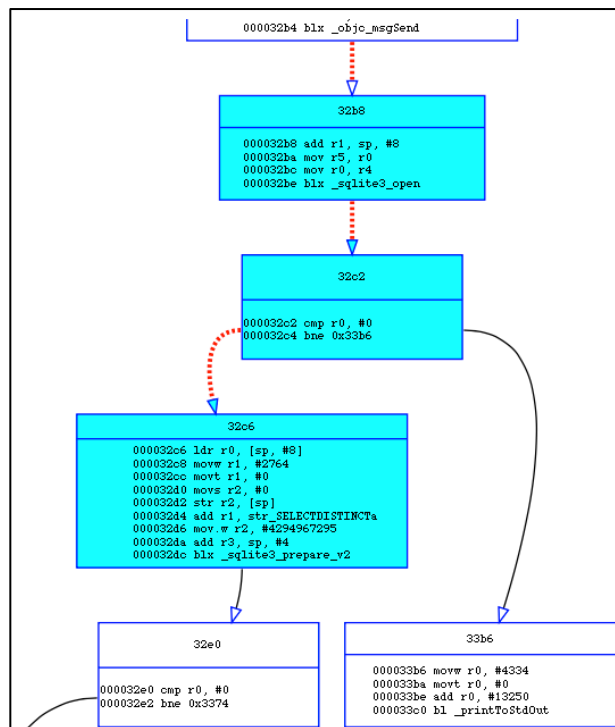 000032b4 blx _objc_msgSend
32b8
000032b8 add r1, sp, #8
000032ba mov r5, r0
000032bc mov r0, r4
000032be blx _sqlite3_open
32c2
000032c2 cmp r0, #0
000032c4 bne 0x33b6
32c6
000032c6 ldr r0, [sp, #8]
000032c8 movw r1, #2764
000032cc movt r1, #0
000032d0 movs r2, #0
000032d2 str r2, [sp]
000032d4 add r1, str_SELECTDISTINCTa
000032d6 mov.w r2, #4294967295
000032da add r3, sp, #4
000032dc blx _sqlite3_prepare_v2
32e0
000032e0 cmp r0, #0
000032e2 bne 0x3374
33b6
000033b6 movw r0, #4334
000033ba movt r0, #0
000033be add r0, #13250
000033c0 bl _printToStdOut